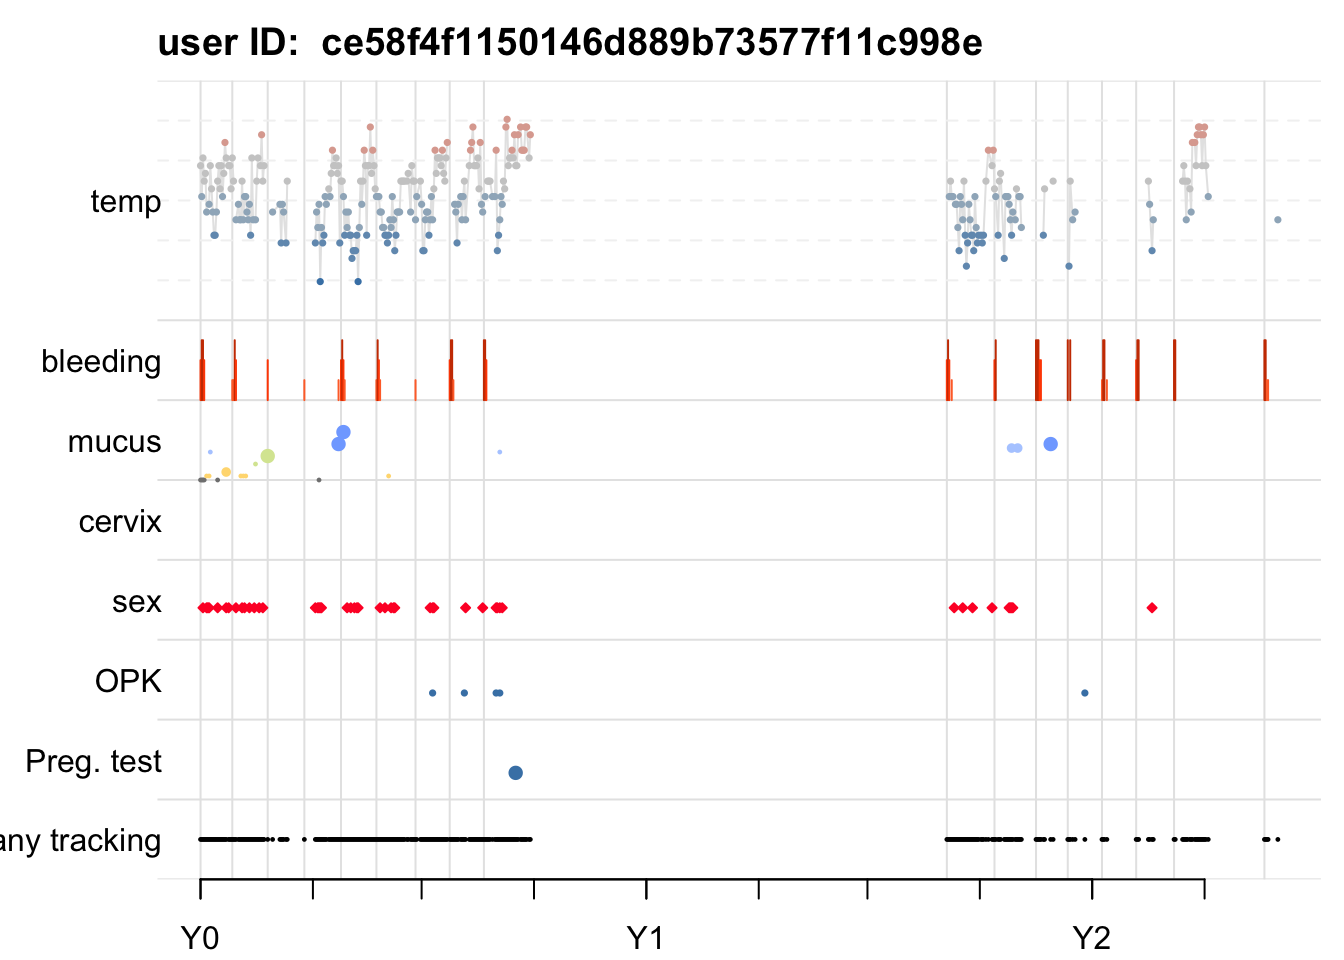 user ID:  ce58f4f1150146d889b73577f11c998e
temp
bleeding
mucus
cervix
sex
OPK
Preg. test
any tracking
Y0 Y1 Y2